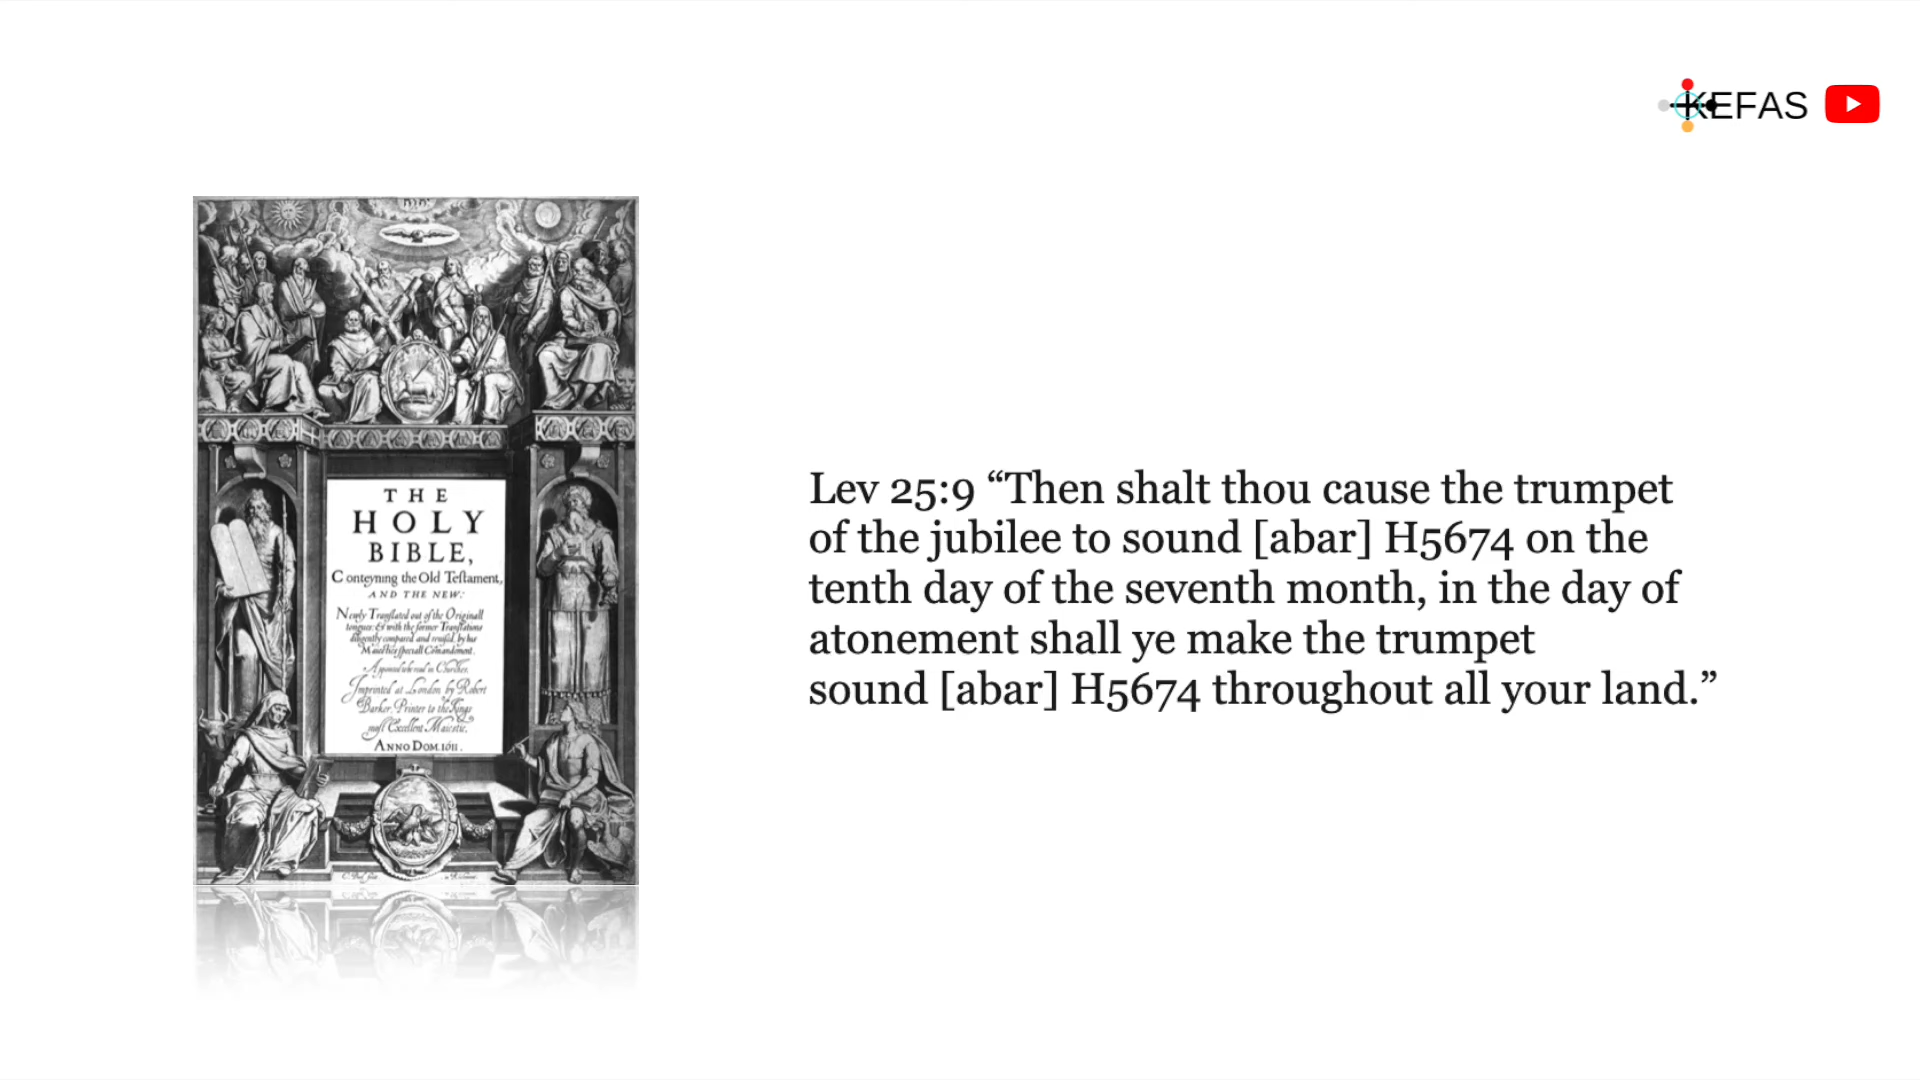 KEFAS
THE
HOLY
BIBLE,
Conteyning the Old Testament,
AND THE NEW:
Newly Translated out of the Originall
tongues: & with the former Translations
diligently compared and reuised, by his
Maiesties speciall Comandement.
Appointed to be read in Churches.
Imprinted at London by Robert
Barker, Printer to the Kings
most Excellent Maiestie.
ANNO DOM. 1611.
Lev 25:9 “Then shalt thou cause the trumpet
of the jubilee to sound [abar] H5674 on the
tenth day of the seventh month, in the day of
atonement shall ye make the trumpet
sound [abar] H5674 throughout all your land.”